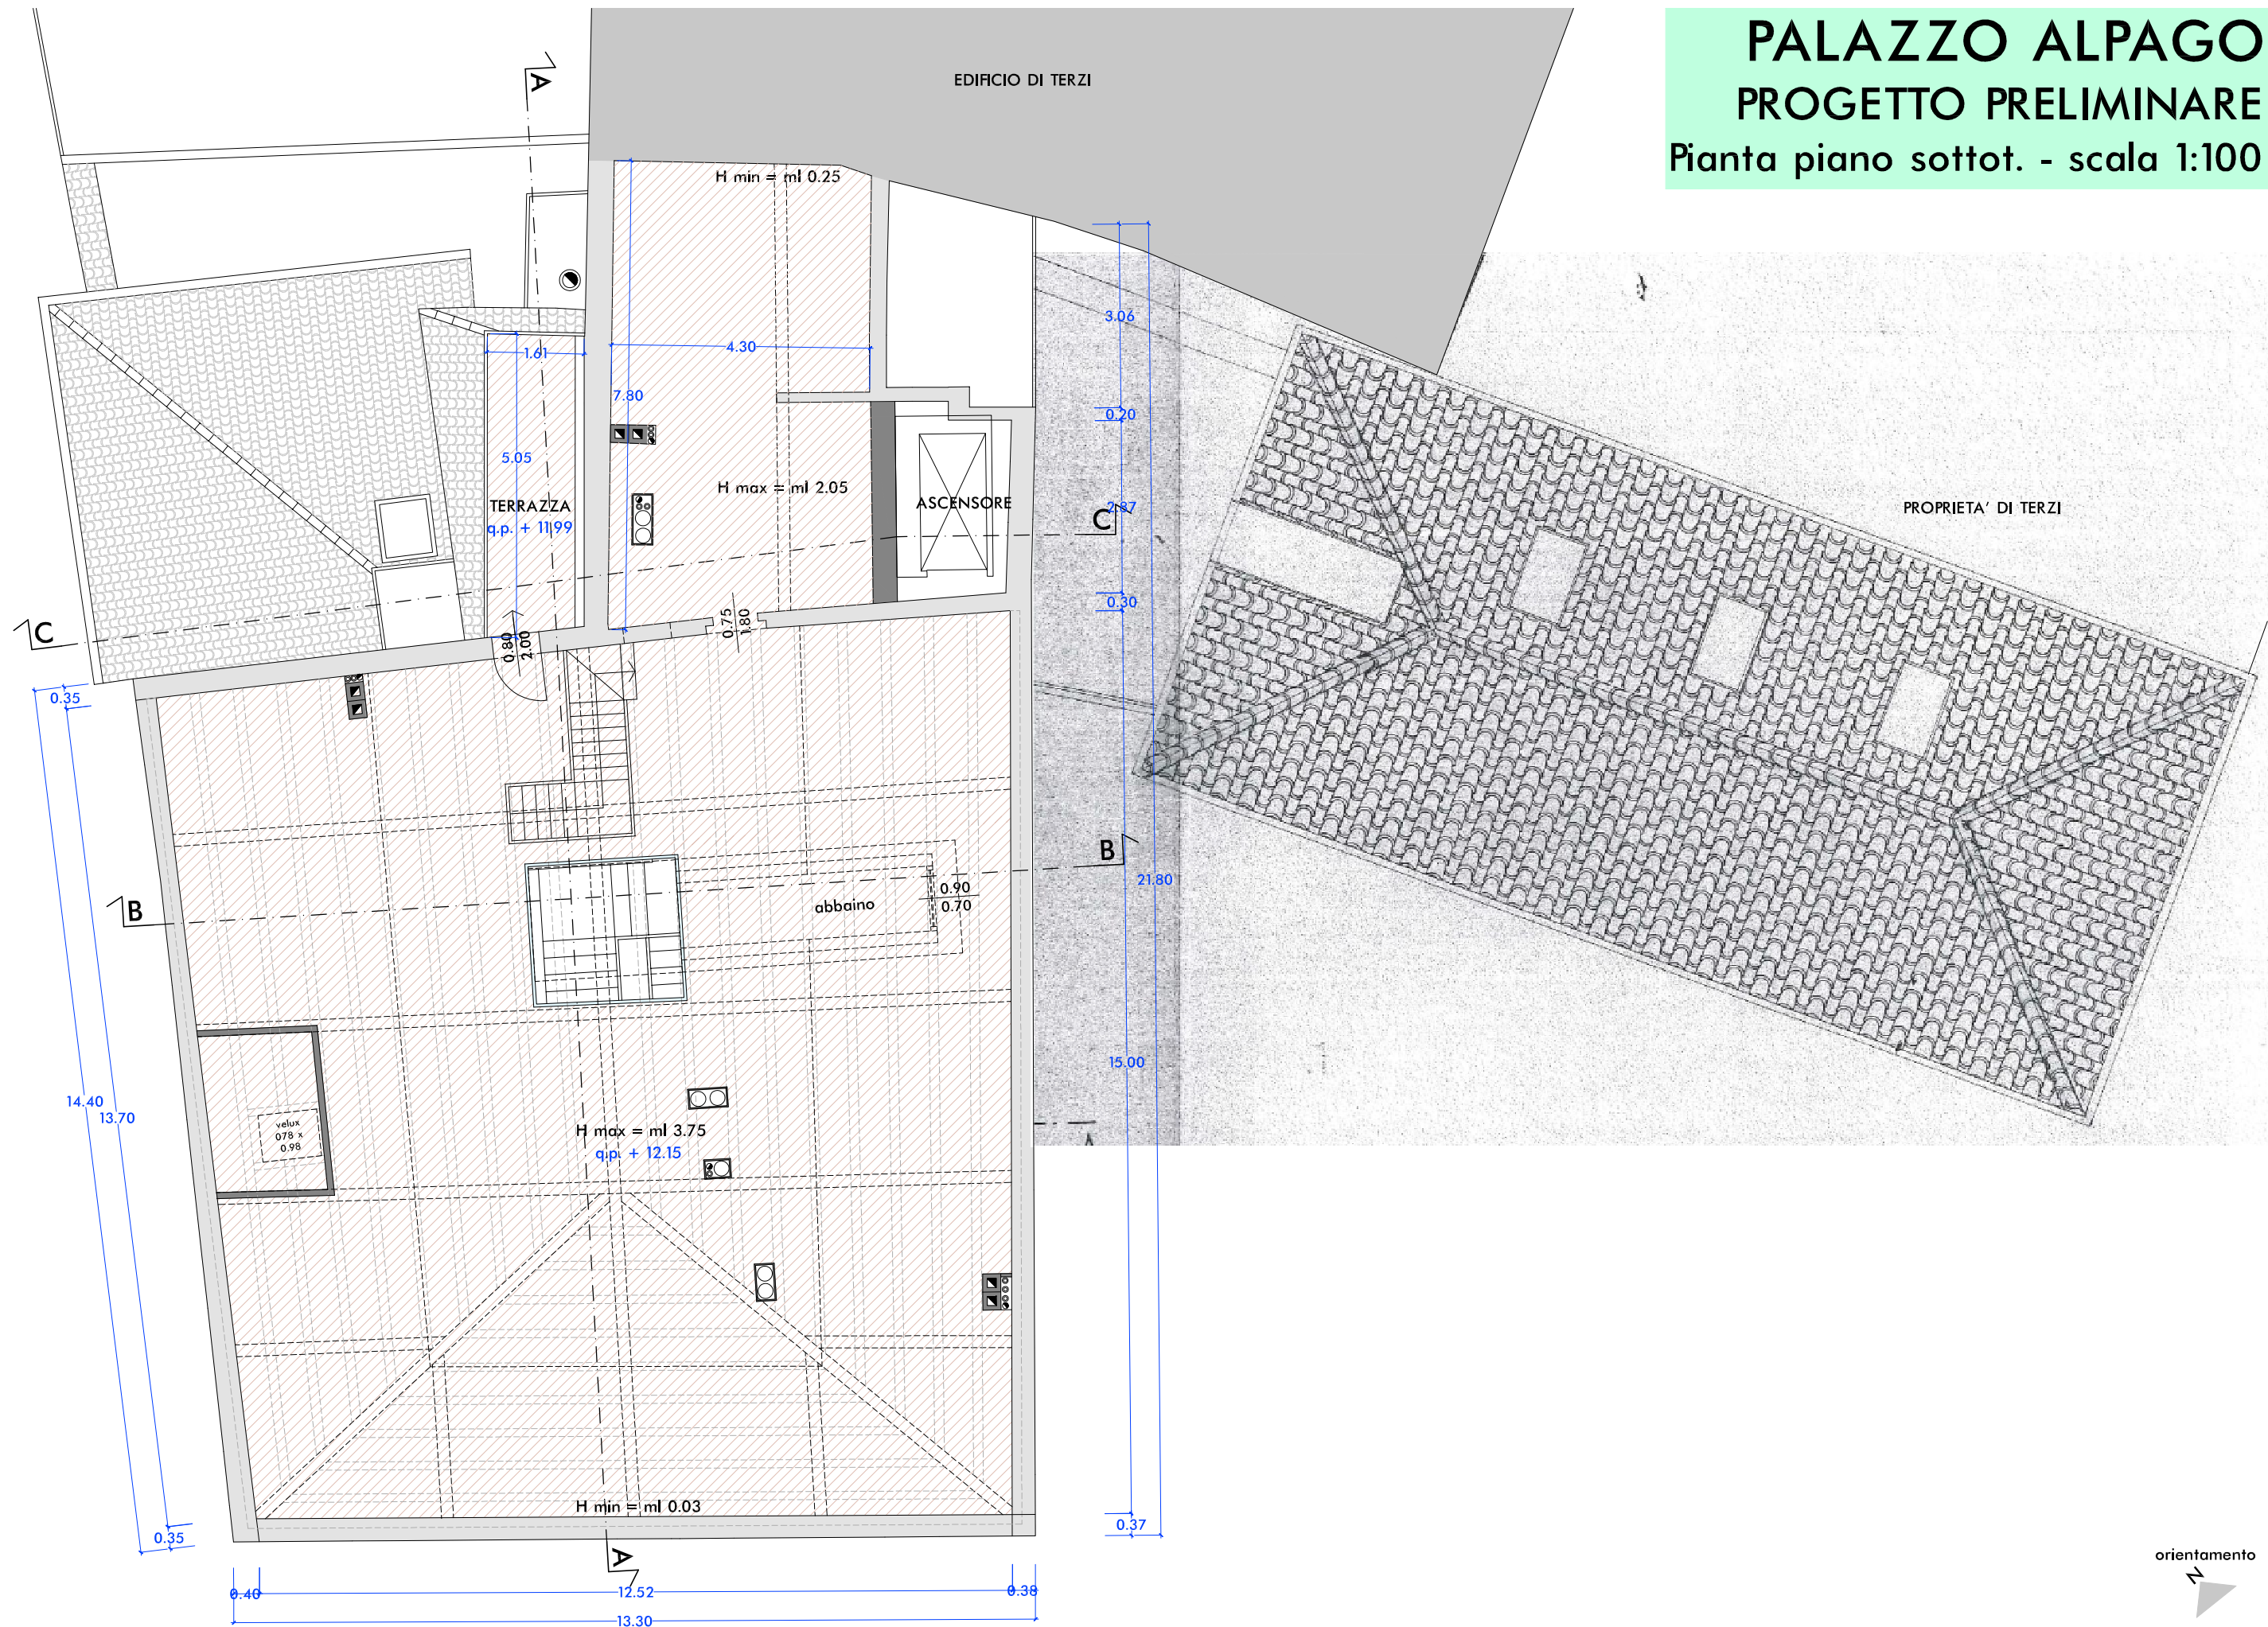 PALAZZO ALPAGO
PROGETTO PRELIMINARE
Pianta piano sottot. - scala 1:100
EDIFICIO DI TERZI
A
H min = ml 0.25
3.06
1.61
4.30
7.80
0.20
5.05
H max = ml 2.05
TERRAZZA
q.p. + 11.99
ASCENSORE
2.87
C
PROPRIETA' DI TERZI
0.30
0.75
1.80
C
0.80
2.00
0.35
B
21.80
0.90
0.70
abbaino
B
15.00
14.40
13.70
velux
078 x
0.98
H max = ml 3.75
q.p. + 12.15
H min = ml 0.03
0.37
0.35
A
orientamento
N
0.40
12.52
0.38
13.30